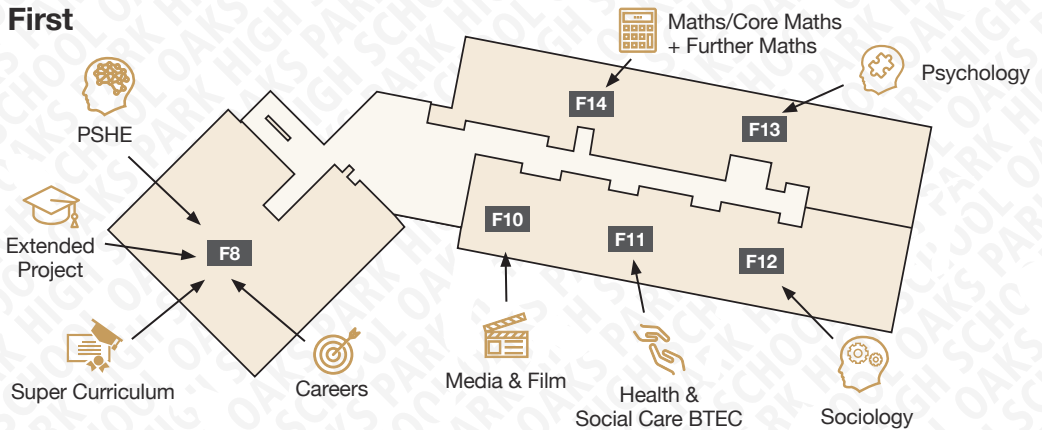 First
Maths/Core Maths
+ Further Maths
Psychology
PSHE
F14
F13
Extended
Project
F8
F10
F11
F12
Super Curriculum
Careers
Media & Film
Health &
Social Care BTEC
Sociology